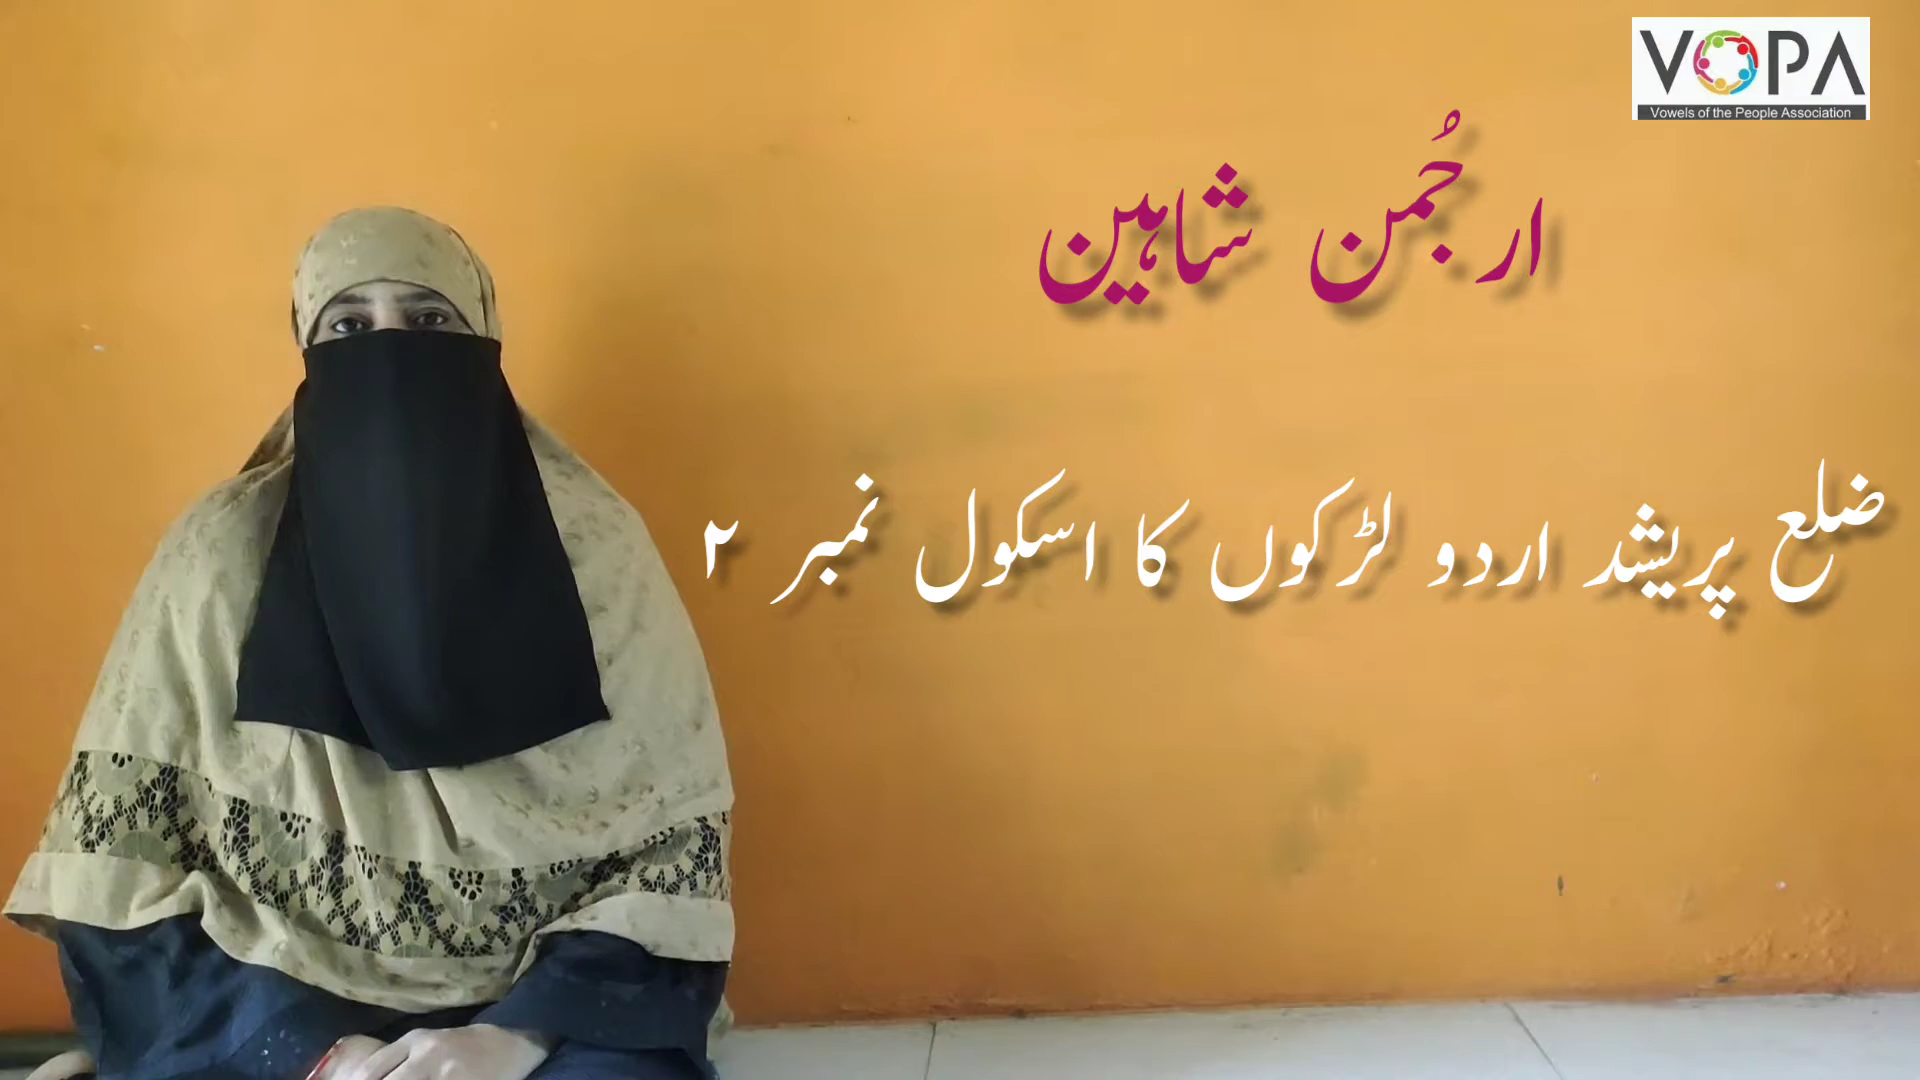 VOPA
Vowels of the People Association
ارجُمن شاہین
ضلع پریشد اردو لڑکوں کا اسکول نمبر ۲